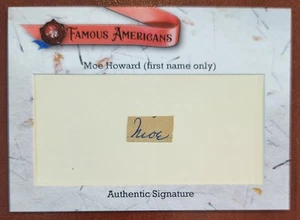 Famous Americans
Moe Howard (first name only)
Moe
Authentic Signature